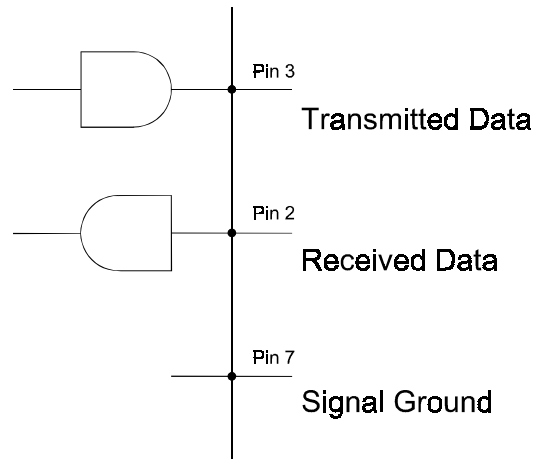 Pin 3
Transmitted Data
Pin 2
Received Data
Pin 7
Signal Ground